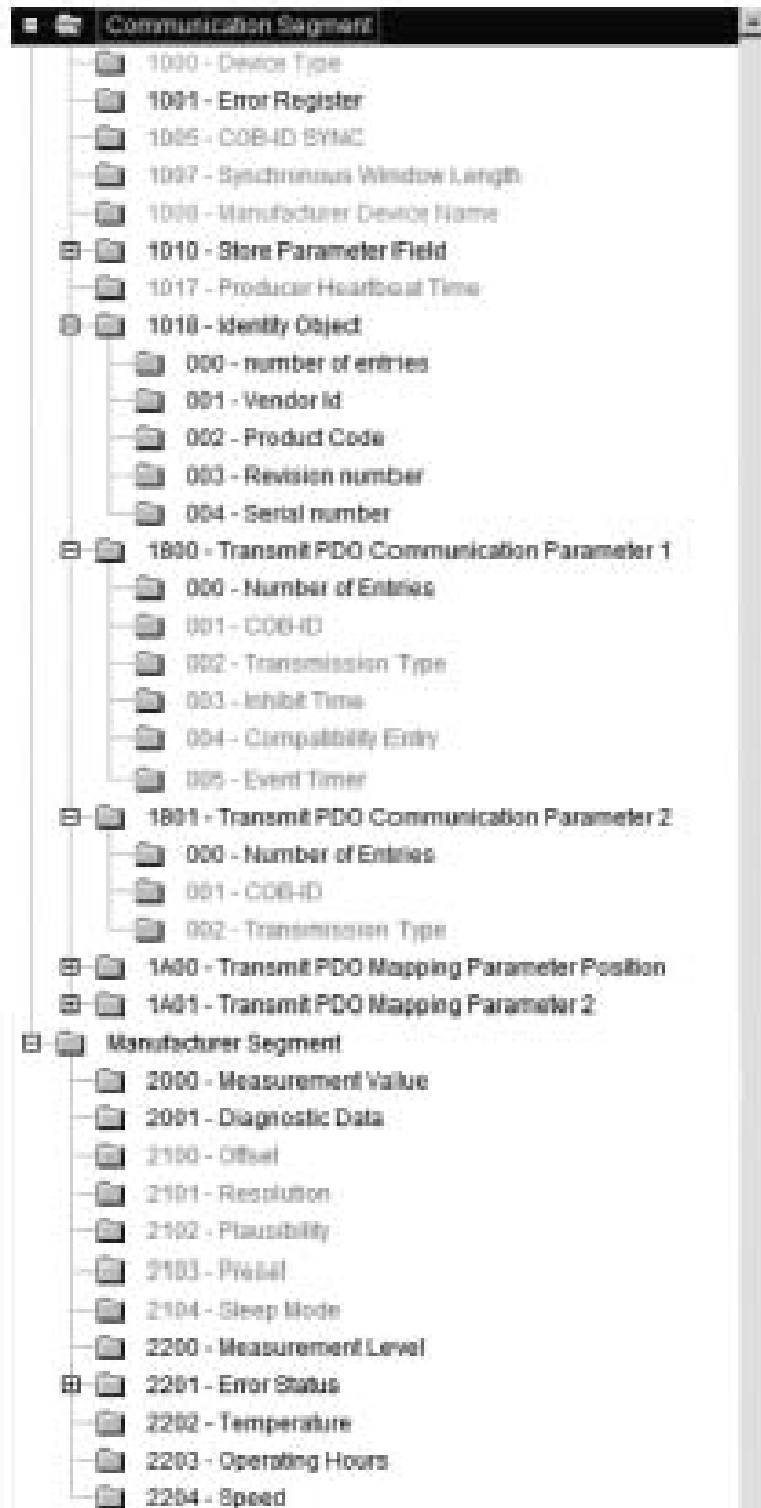 Communication Segment
1000 - Device Type
1001 - Error Register
1005 - COB-ID SYNC
1007 - Synchronous Window Length
1008 - Manufacturer Device Name
1010 - Store Parameter Field
1017 - Producer Heartbeat Time
1018 - Identity Object
000 - number of entries
001 - Vendor Id
002 - Product Code
003 - Revision number
004 - Serial number
1800 - Transmit PDO Communication Parameter 1
000 - Number of Entries
001 - COB-ID
002 - Transmission Type
003 - Inhibit Time
004 - Compatibility Entry
005 - Event Timer
1801 - Transmit PDO Communication Parameter 2
000 - Number of Entries
001 - COB-ID
002 - Transmission Type
1A00 - Transmit PDO Mapping Parameter Position
1A01 - Transmit PDO Mapping Parameter 2
Manufacturer Segment
2000 - Measurement Value
2001 - Diagnostic Data
2100 - Offset
2101 - Resolution
2102 - Plausibility
2103 - Preset
2104 - Sleep Mode
2200 - Measurement Level
2201 - Error Status
2202 - Temperature
2203 - Operating Hours
2204 - Speed